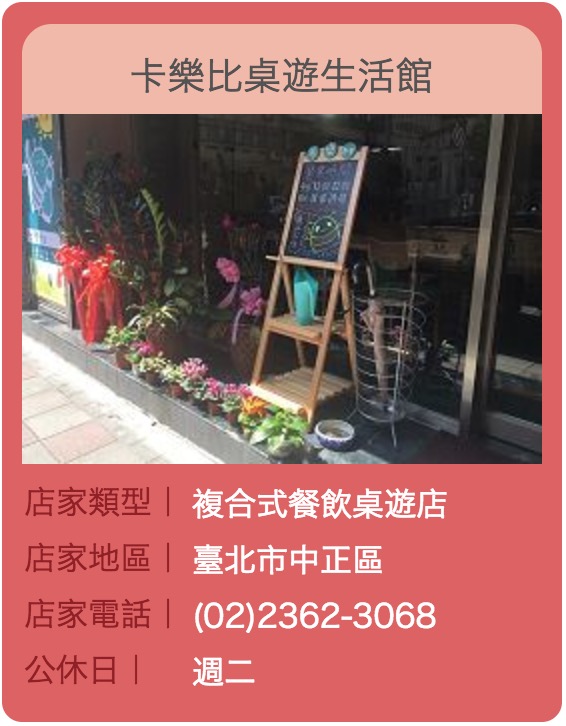 卡樂比桌遊生活館
店家類型｜ 複合式餐飲桌遊店
店家地區｜ 臺北市中正區
店家電話｜ (02)2362-3068
公休日｜ 週二